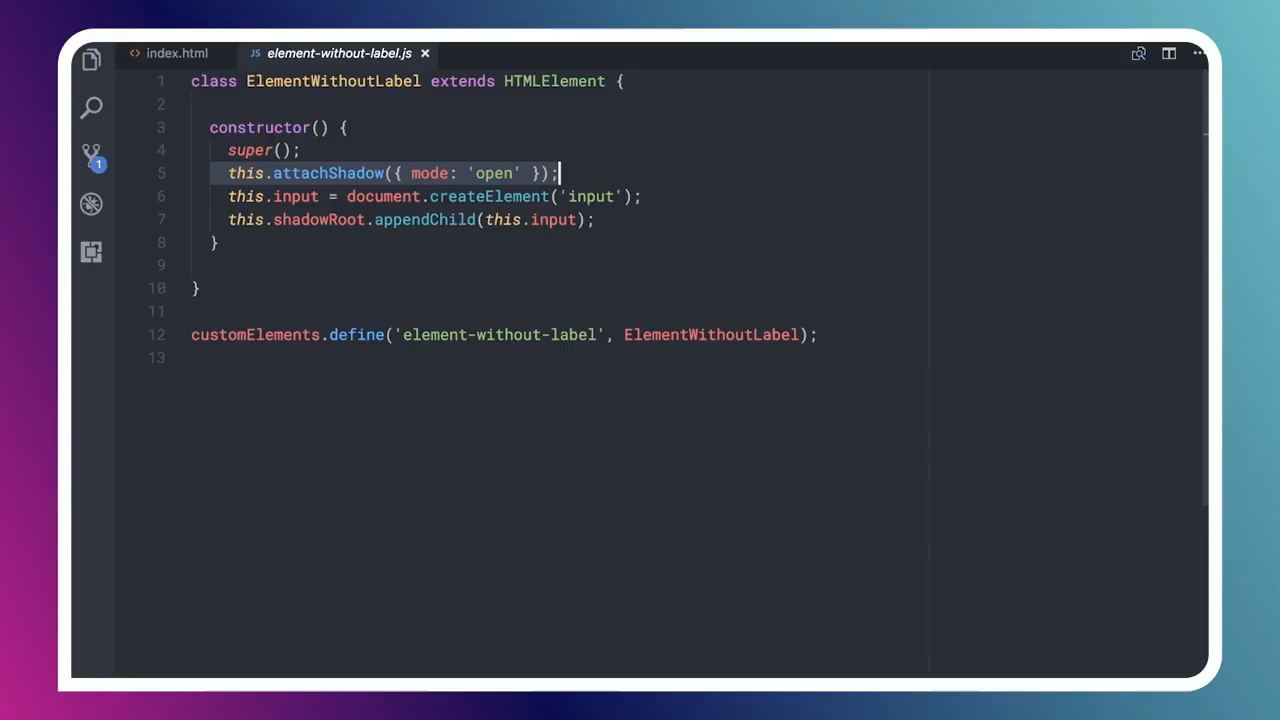 index.html
JS element-without-label.js ×
1 class ElementWithoutLabel extends HTMLElement {
2
3 constructor() {
4 super();
5 this.attachShadow({ mode: 'open' });
6 this.input = document.createElement('input');
7 this.shadowRoot.appendChild(this.input);
8 }
9
10 }
11
12 customElements.define('element-without-label', ElementWithoutLabel);
13
1